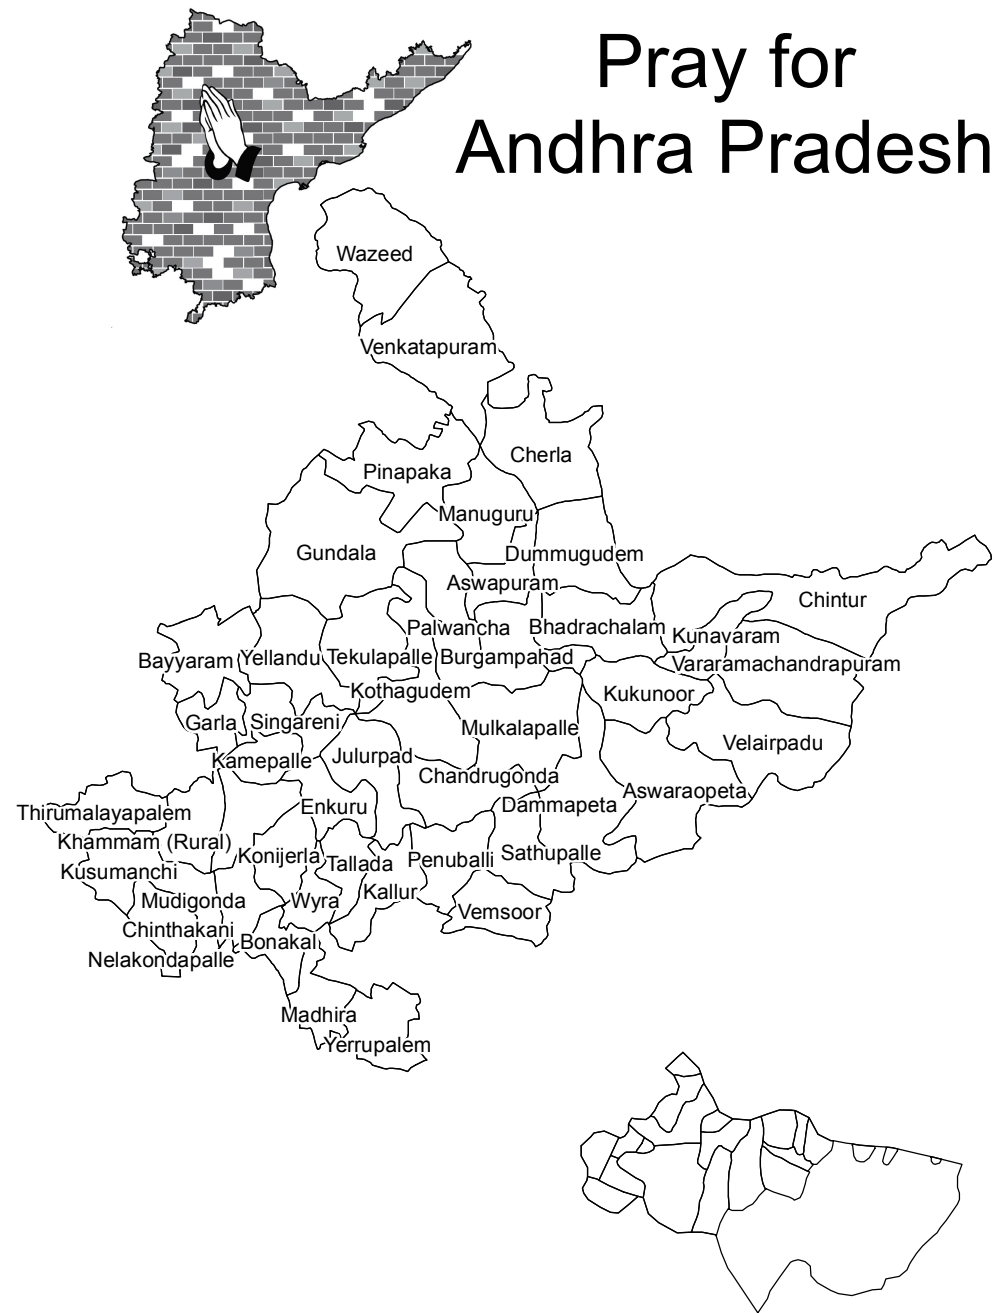 Pray for
Andhra Pradesh
Wazeed
Venkatapuram
Cherla
Pinapaka
Manuguru
Gundala
Dummugudem
Aswapuram
Chintur
Palwancha
Bhadrachalam
Kunavaram
Bayyaram
Yellandu
Tekulapalle
Burgampahad
Vararamachandrapuram
Kothagudem
Kukunoor
Garla
Singareni
Mulkalapalle
Velairpadu
Kamepalle
Julurpad
Chandrugonda
Aswaraopeta
Thirumalayapalem
Enkuru
Dammapeta
Khammam (Rural)
Konijerla
Tallada
Penuballi
Sathupalle
Kusumanchi
Kallur
Mudigonda
Wyra
Vemsoor
Chinthakani
Bonakal
Nelakondapalle
Madhira
Yerrupalem